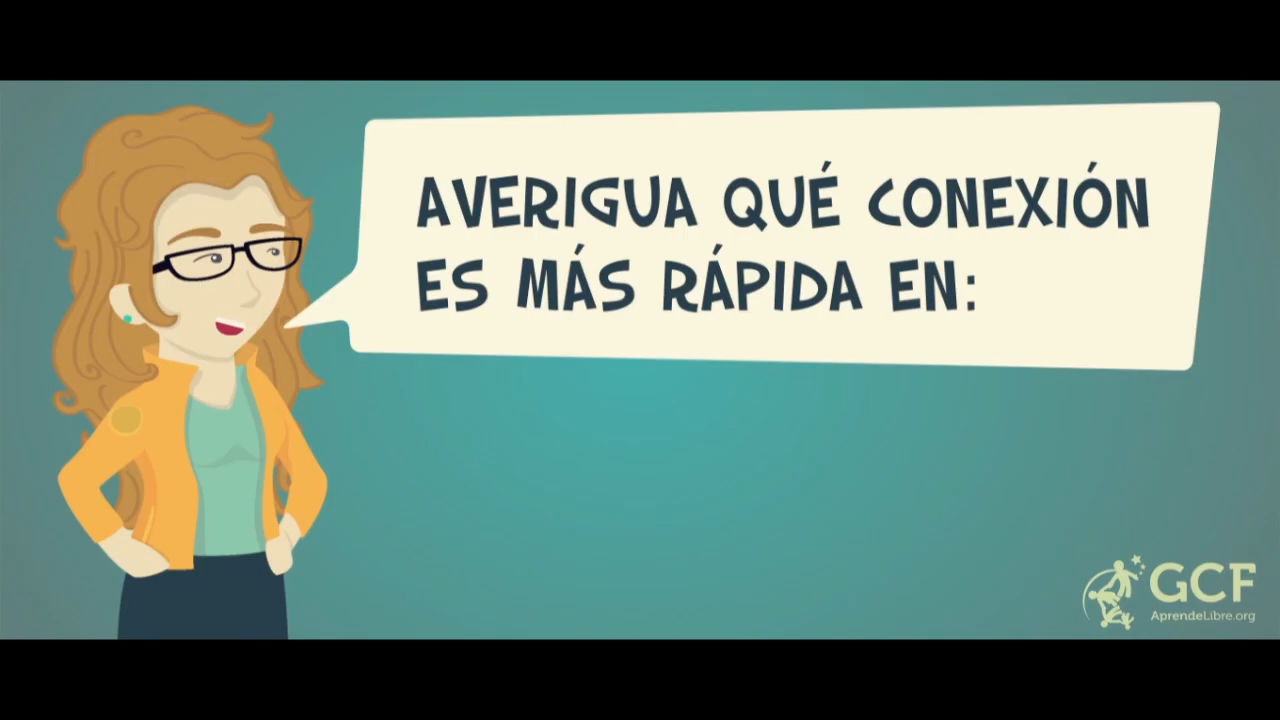 AVERIGUA QUÉ CONEXIÓN
ES MÁS RÁPIDA EN:
GCF
AprendeLibre.org